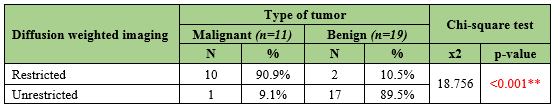 Diffusion weighted imaging Type of tumor Chi-square test
Malignant (n=11) Benign (n=19)
N % N % x2 p-value
Restricted 10 90.9% 2 10.5% 18.756 <0.001**
Unrestricted 1 9.1% 17 89.5%